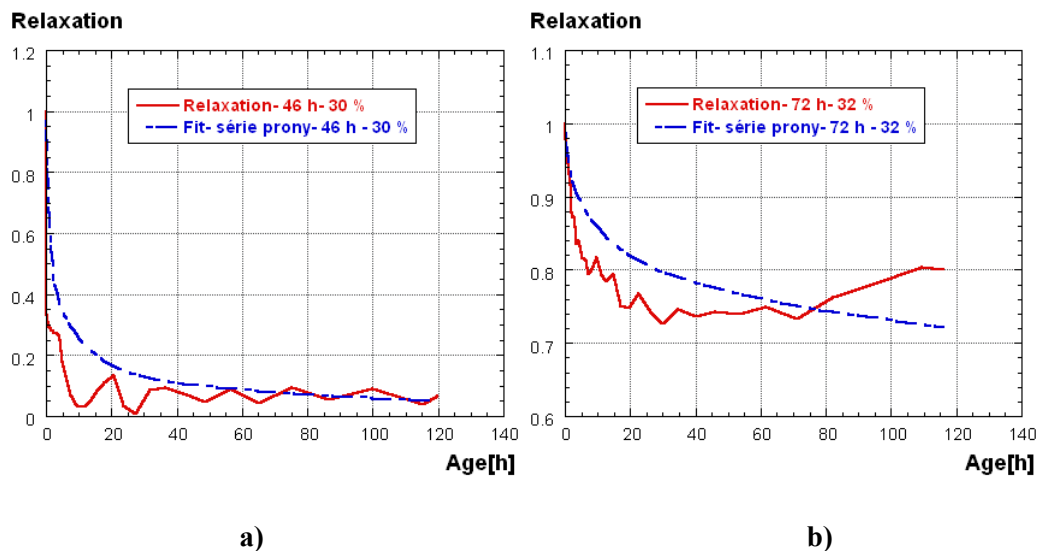 Relaxation
1.2
1
0.8
0.6
0.4
0.2
0
0 20 40 60 80 100 120 140
Age[h]
Relaxation- 46 h- 30 %
Fit- série prony- 46 h - 30 %
a)
Relaxation
1.1
1
0.9
0.8
0.7
0.6
0 20 40 60 80 100 120 140
Age[h]
Relaxation- 72 h- 32 %
Fit- série prony- 72 h - 32 %
b)